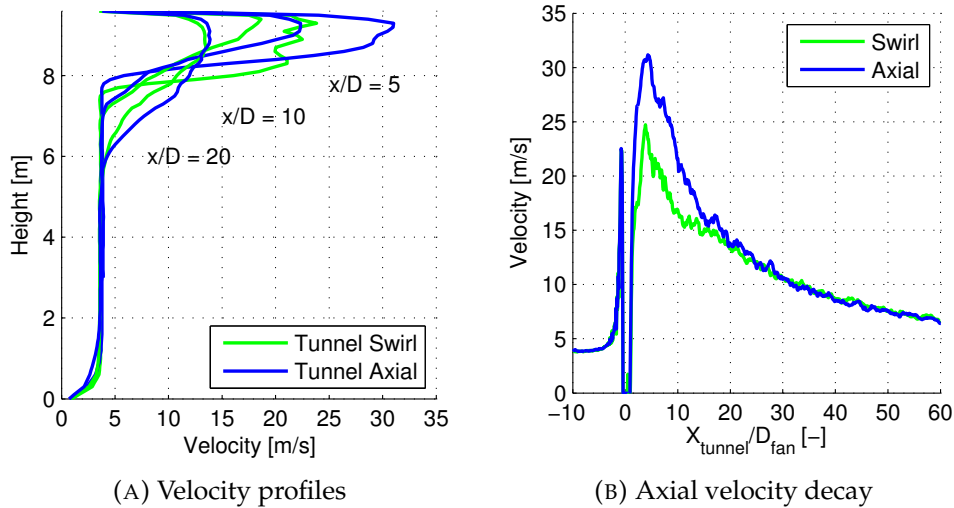 8
6
4
2
0
Height [m]
0 5 10 15 20 25 30 35
Velocity [m/s]
x/D = 5
x/D = 10
x/D = 20
Tunnel Swirl
Tunnel Axial
(A) Velocity profiles
35
30
25
20
15
10
5
0
Velocity [m/s]
−10 0 10 20 30 40 50 60
X_tunnel/D_fan [-]
Swirl
Axial
(B) Axial velocity decay